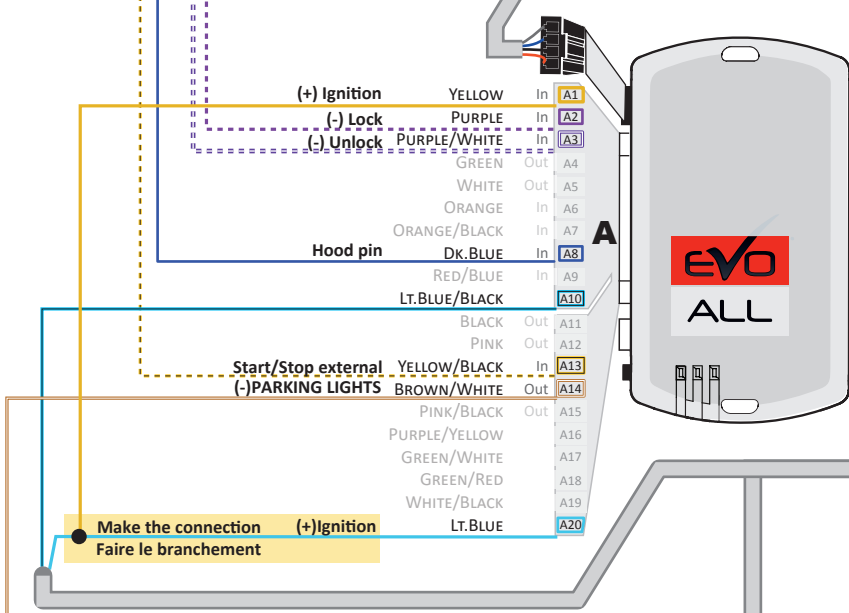 (+) Ignition YELLOW In A1
(-) Lock PURPLE In A2
(-) Unlock PURPLE/WHITE In A3
GREEN Out A4
WHITE Out A5
ORANGE In A6
ORANGE/BLACK In A7
A
Hood pin DK.BLUE In A8
RED/BLUE In A9
LT.BLUE/BLACK A10
BLACK Out A11
PINK Out A12
Start/Stop external YELLOW/BLACK In A13
(-)PARKING LIGHTS BROWN/WHITE Out A14
PINK/BLACK Out A15
PURPLE/YELLOW A16
GREEN/WHITE A17
GREEN/RED A18
WHITE/BLACK A19
Make the connection (+)Ignition LT.BLUE A20
Faire le branchement
EVO
ALL